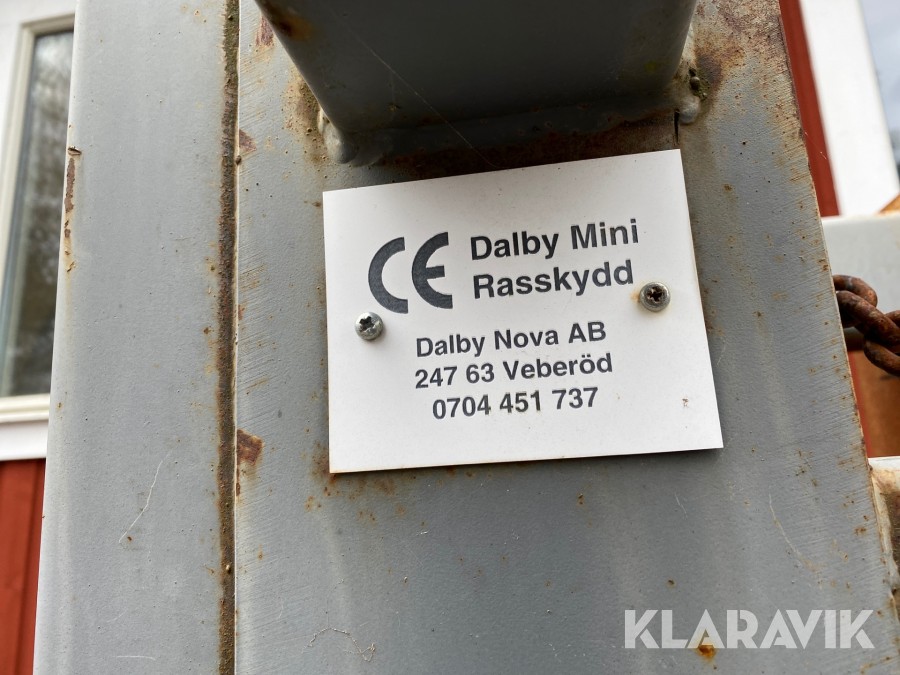 CE Dalby Mini
Rasskydd
Dalby Nova AB
247 63 Veberöd
0704 451 737
KLARAVIK